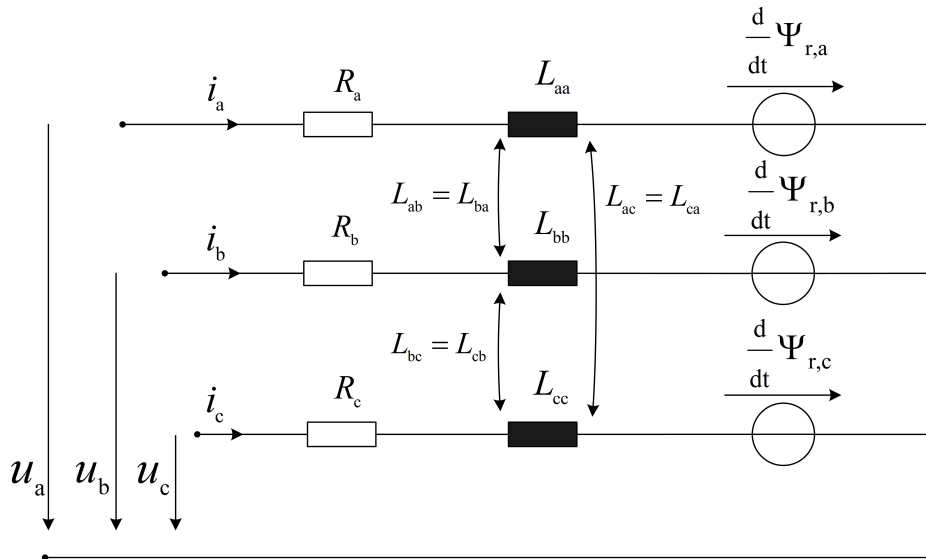 d/dt Ψr,a
ia Ra Laa
Lab = Lba Lac = Lca
d/dt Ψr,b
ib Rb Lbb
Lbc = Lcb
d/dt Ψr,c
ic Rc Lcc
ua ub uc